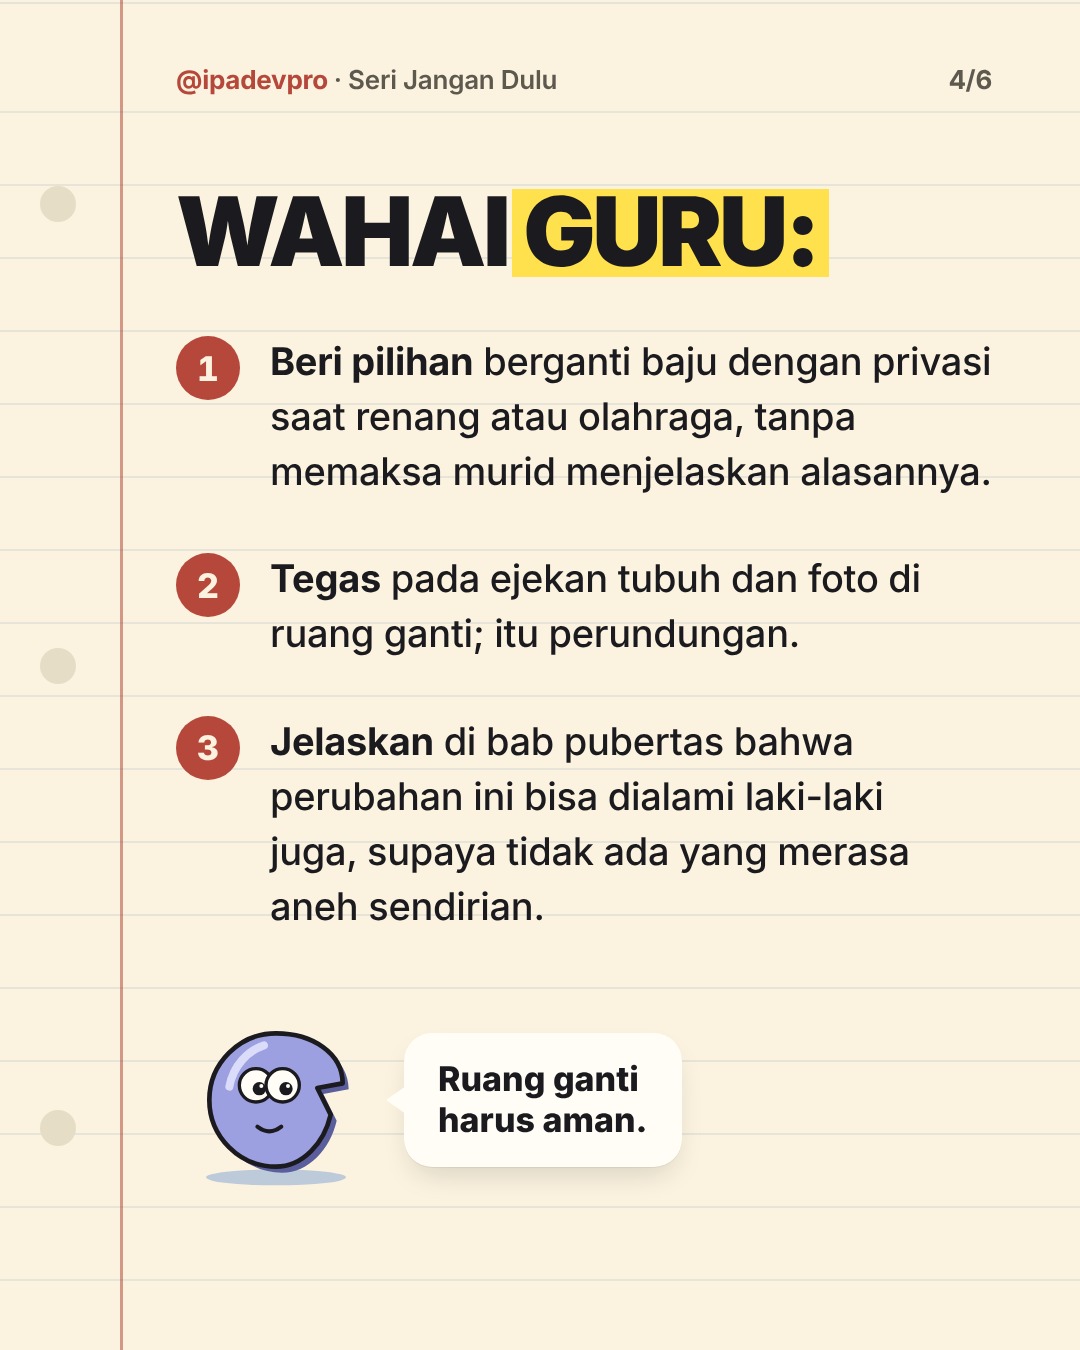 @ipadevpro · Seri Jangan Dulu
4/6
WAHAI GURU:
1
Beri pilihan berganti baju dengan privasi
saat renang atau olahraga, tanpa
memaksa murid menjelaskan alasannya.
2
Tegas pada ejekan tubuh dan foto di
ruang ganti; itu perundungan.
3
Jelaskan di bab pubertas bahwa
perubahan ini bisa dialami laki-laki
juga, supaya tidak ada yang merasa
aneh sendirian.
Ruang ganti
harus aman.